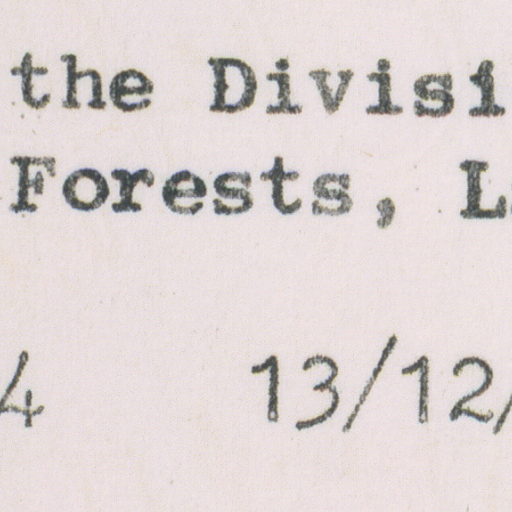 the Divisi
Forests, L
4 13/12/